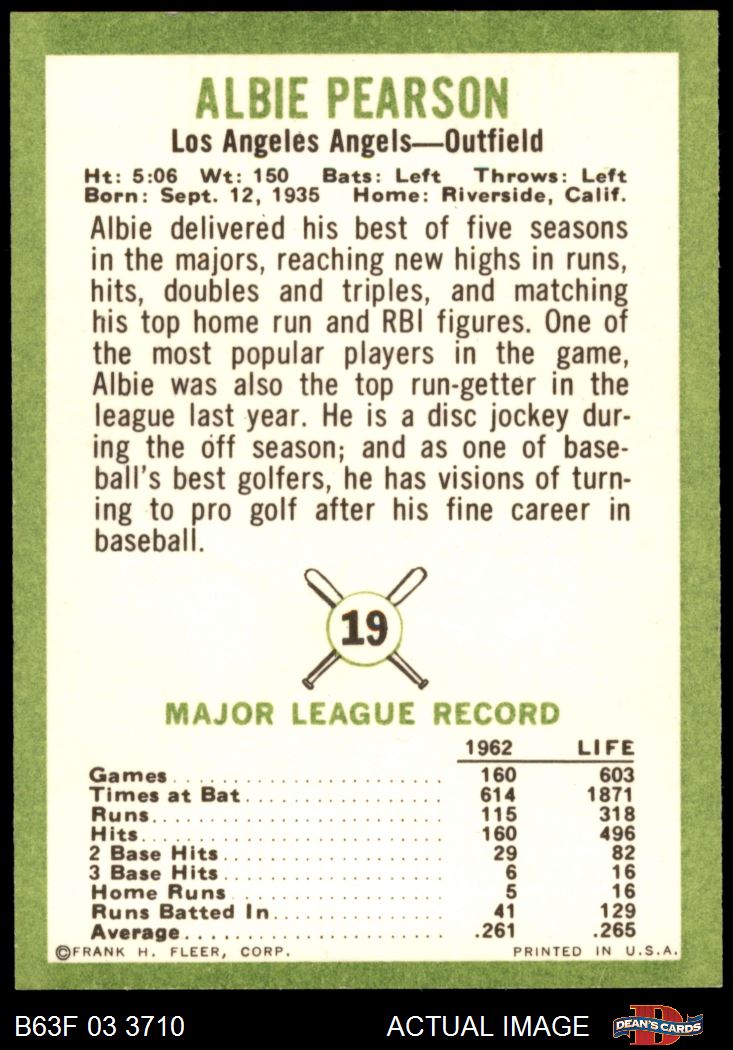 ALBIE PEARSON
Los Angeles Angels—Outfield
Ht: 5:06 Wt: 150 Bats: Left Throws: Left
Born: Sept. 12, 1935 Home: Riverside, Calif.
Albie delivered his best of five seasons
in the majors, reaching new highs in runs,
hits, doubles and triples, and matching
his top home run and RBI figures. One of
the most popular players in the game,
Albie was also the top run-getter in the
league last year. He is a disc jockey dur-
ing the off season; and as one of base-
ball's best golfers, he has visions of turn-
ing to pro golf after his fine career in
baseball.
19
MAJOR LEAGUE RECORD
1962 LIFE
Games 160 603
Times at Bat 614 1871
Runs 115 318
Hits 160 496
2 Base Hits 29 82
3 Base Hits 6 16
Home Runs 5 16
Runs Batted In 41 129
Average .261 .265
©FRANK H. FLEER, CORP. PRINTED IN U.S.A.
B63F 03 3710 ACTUAL IMAGE D DEAN'S CARDS